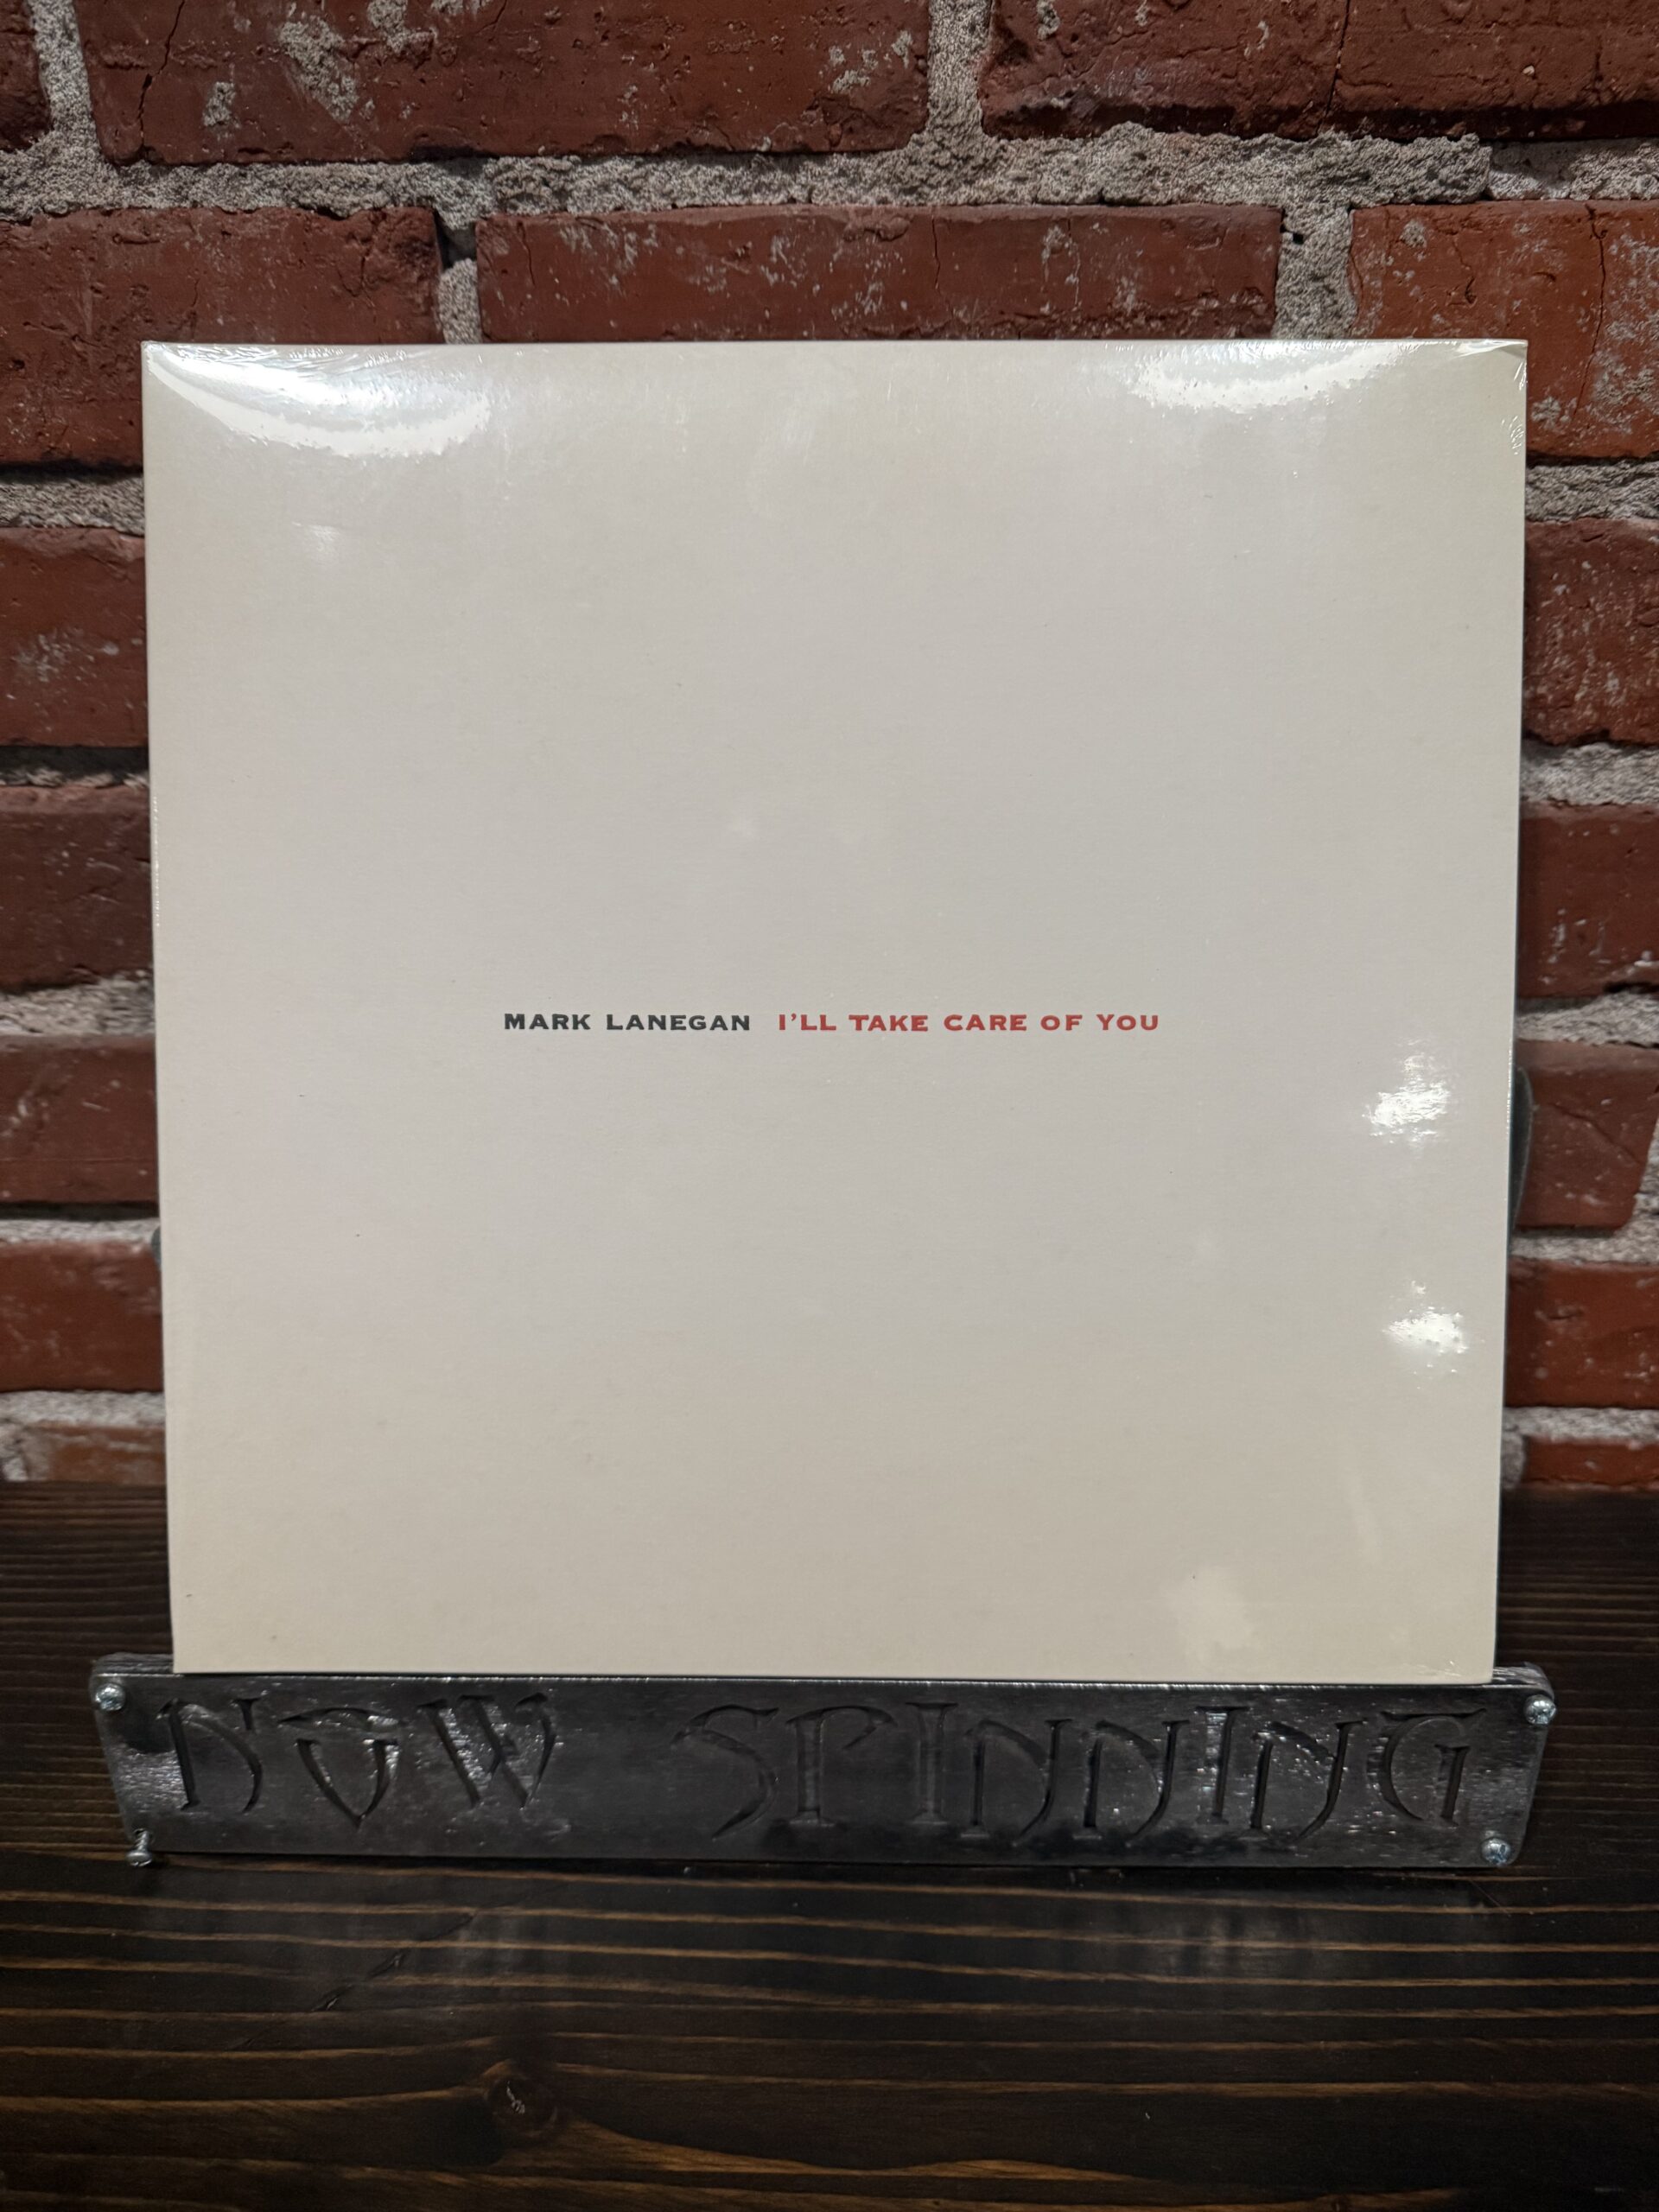 MARK LANEGAN I'LL TAKE CARE OF YOU
NOW SPINNING